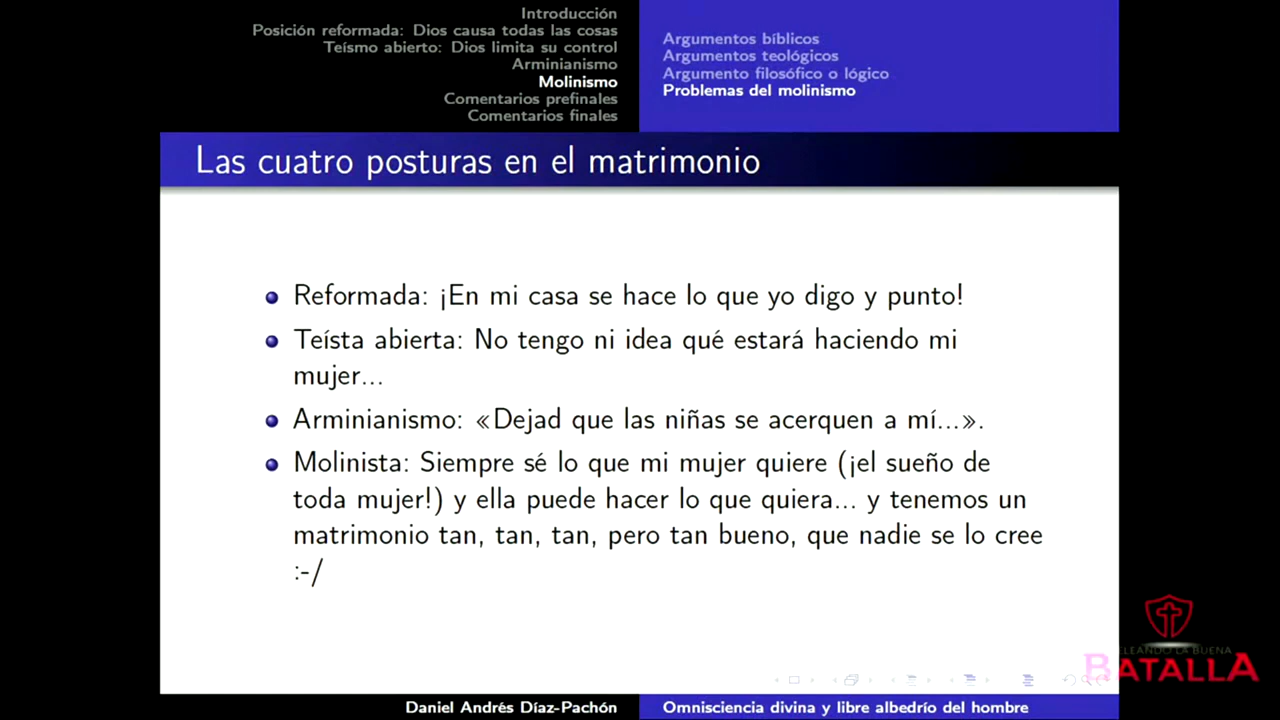 Introducción
Posición reformada: Dios causa todas las cosas
Teísmo abierto: Dios limita su control
Arminianismo
Molinismo
Comentarios prefinales
Comentarios finales
Argumentos bíblicos
Argumentos teológicos
Argumento filosófico o lógico
Problemas del molinismo
Las cuatro posturas en el matrimonio
Reformada: ¡En mi casa se hace lo que yo digo y punto!
Teísta abierta: No tengo ni idea qué estará haciendo mi
mujer...
Arminianismo: «Dejad que las niñas se acerquen a mí...».
Molinista: Siempre sé lo que mi mujer quiere (¡el sueño de
toda mujer!) y ella puede hacer lo que quiera... y tenemos un
matrimonio tan, tan, tan, pero tan bueno, que nadie se lo cree
:-/
ELEANDO LA BUENA
BATALLA
Daniel Andrés Díaz-Pachón
Omnisciencia divina y libre albedrío del hombre